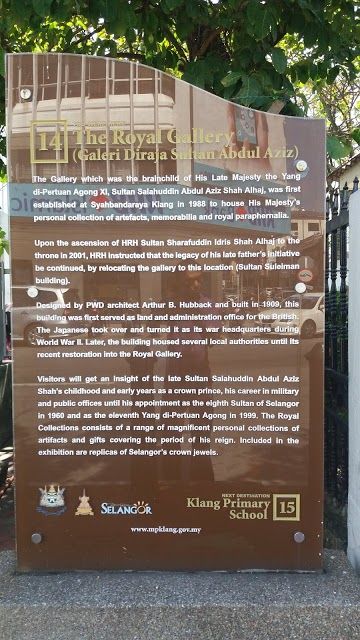 14
The Royal Gallery
(Galeri Diraja Sultan Abdul Aziz)
The Gallery which was the brainchild of His Late Majesty the Yang
di-Pertuan Agong XI, Sultan Salahuddin Abdul Aziz Shah Alhaj, was first
established at Syahbandaraya Klang in 1988 to house His Majesty's
personal collection of artefacts, memorabilia and royal paraphernalia.
Upon the ascension of HRH Sultan Sharafuddin Idris Shah Alhaj to the
throne in 2001, HRH instructed that the legacy of his late father's initiative
be continued, by relocating the gallery to this location (Sultan Suleiman
building).
Designed by PWD architect Arthur B. Hubback and built in 1909, this
building was first served as land and administration office for the British.
The Japanese took over and turned it as its war headquarters during
World War II. Later, the building housed several local authorities until its
recent restoration into the Royal Gallery.
Visitors will get an insight of the late Sultan Salahuddin Abdul Aziz
Shah's childhood and early years as a crown prince, his career in military
and public offices until his appointment as the eighth Sultan of Selangor
in 1960 and as the eleventh Yang di-Pertuan Agong in 1999. The Royal
Collections consists of a range of magnificent personal collections of
artifacts and gifts covering the period of his reign. Included in the
exhibition are replicas of Selangor's crown jewels.
SELANGOR
NEXT DESTINATION
Klang Primary
School 15
www.mpklang.gov.my